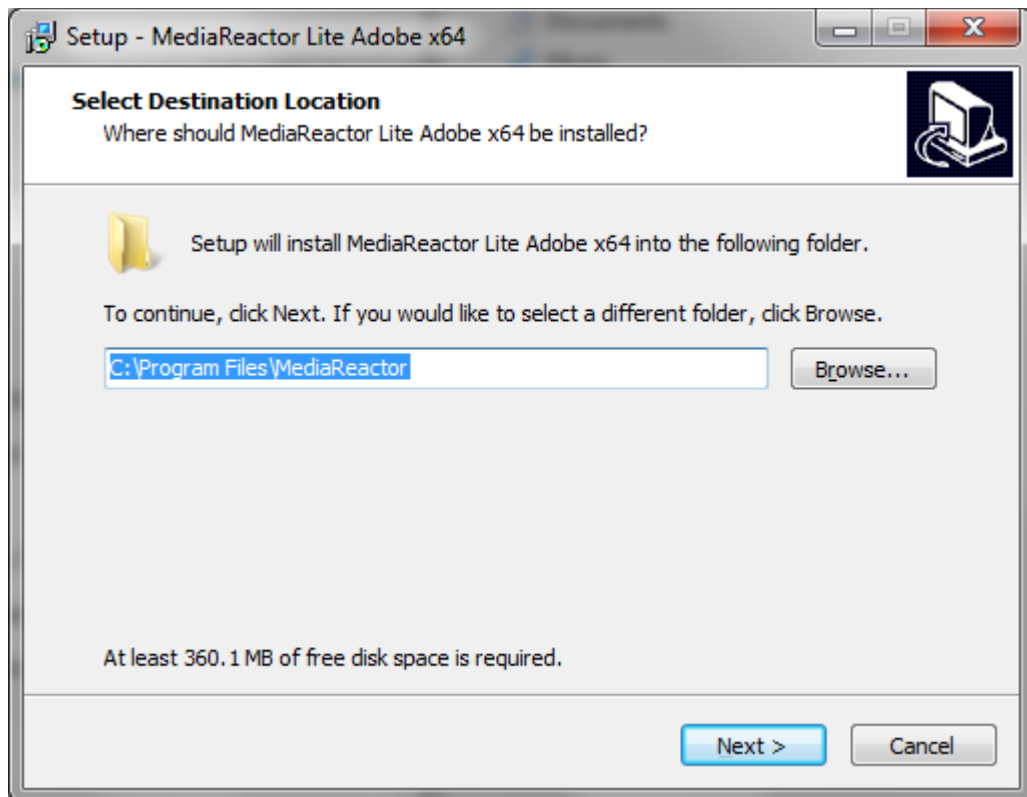 Setup - MediaReactor Lite Adobe x64
Select Destination Location
Where should MediaReactor Lite Adobe x64 be installed?
Setup will install MediaReactor Lite Adobe x64 into the following folder.
To continue, click Next. If you would like to select a different folder, click Browse.
C:\Program Files\MediaReactor
Browse...
At least 360.1 MB of free disk space is required.
Next >
Cancel